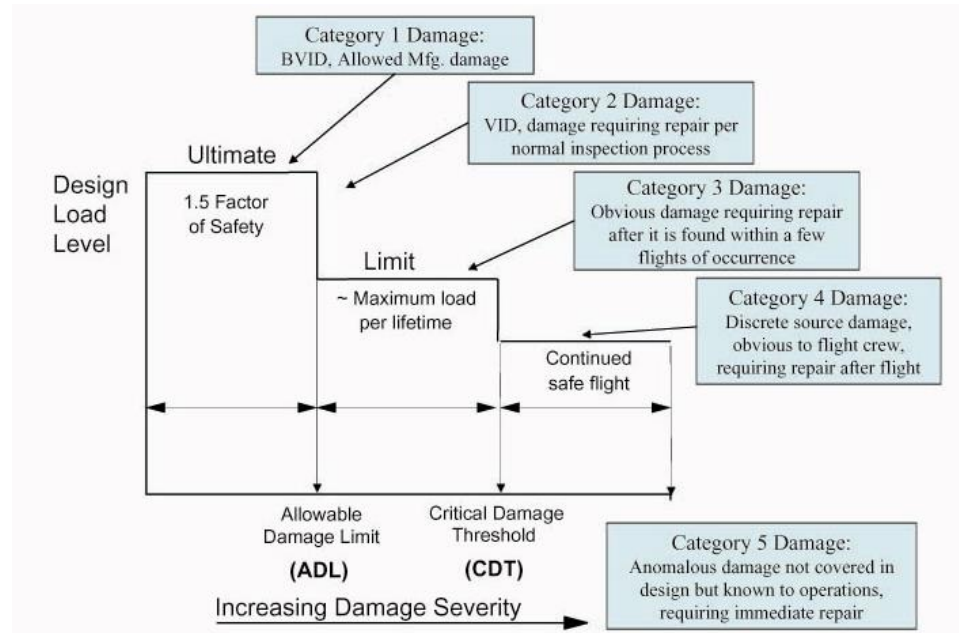 Category 1 Damage:
BVID, Allowed Mfg. damage
Category 2 Damage:
VID, damage requiring repair per
normal inspection process
Ultimate
Design
Load
Level
1.5 Factor
of Safety
Category 3 Damage:
Obvious damage requiring repair
after it is found within a few
flights of occurrence
Limit
~ Maximum load
per lifetime
Category 4 Damage:
Discrete source damage,
obvious to flight crew,
requiring repair after flight
Continued
safe flight
Allowable
Damage Limit
(ADL)
Critical Damage
Threshold
(CDT)
Category 5 Damage:
Anomalous damage not covered in
design but known to operations,
requiring immediate repair
Increasing Damage Severity